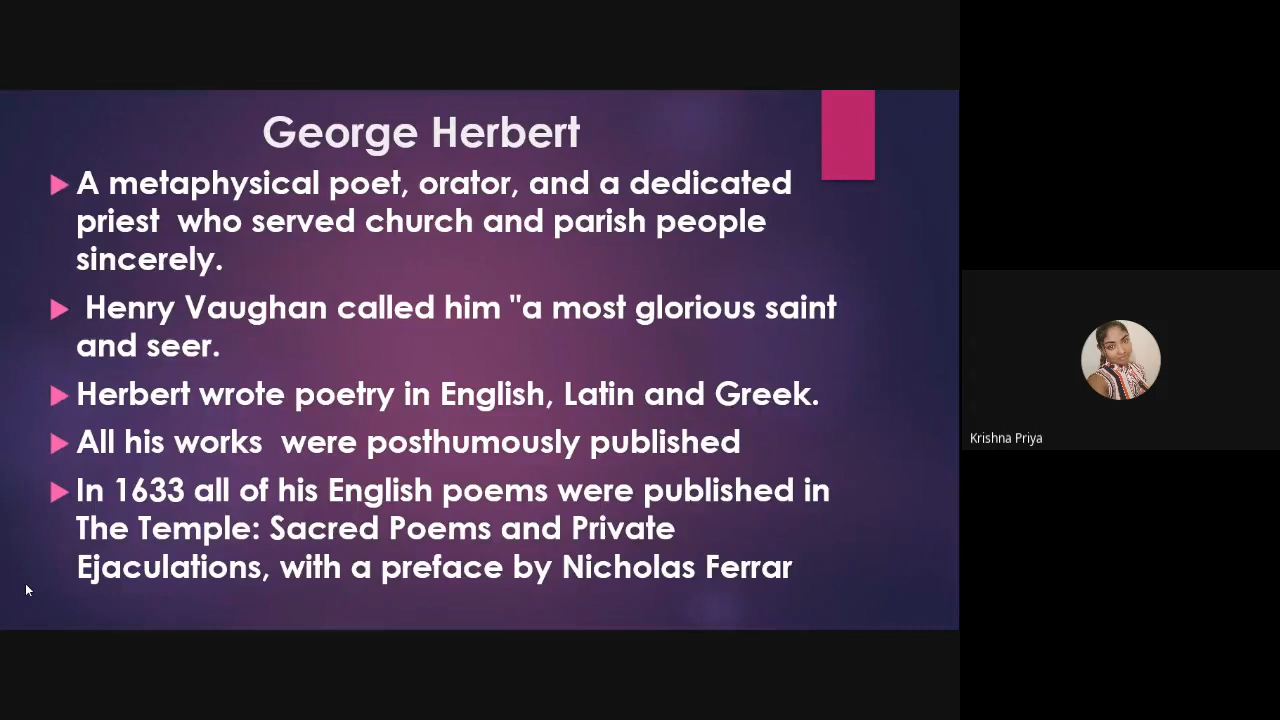 George Herbert
A metaphysical poet, orator, and a dedicated
priest  who served church and parish people
sincerely.
Henry Vaughan called him "a most glorious saint
and seer.
Herbert wrote poetry in English, Latin and Greek.
All his works  were posthumously published
In 1633 all of his English poems were published in
The Temple: Sacred Poems and Private
Ejaculations, with a preface by Nicholas Ferrar
Krishna Priya